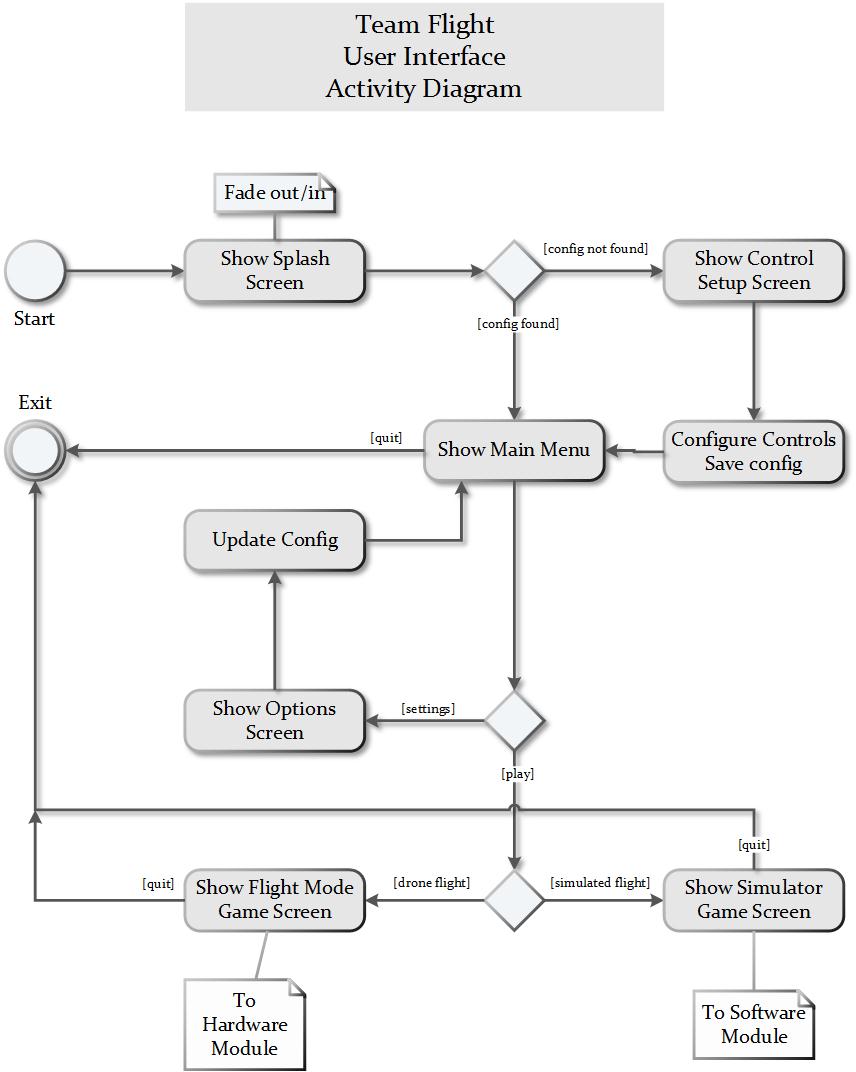 Team Flight
User Interface
Activity Diagram
Fade out/in
Show Splash
Screen
[config not found]
Show Control
Setup Screen
Start
[config found]
Exit
[quit]
Show Main Menu
Configure Controls
Save config
Update Config
Show Options
Screen
[settings]
[play]
[quit]
[quit]
Show Flight Mode
Game Screen
[drone flight]
[simulated flight]
Show Simulator
Game Screen
To
Hardware
Module
To Software
Module